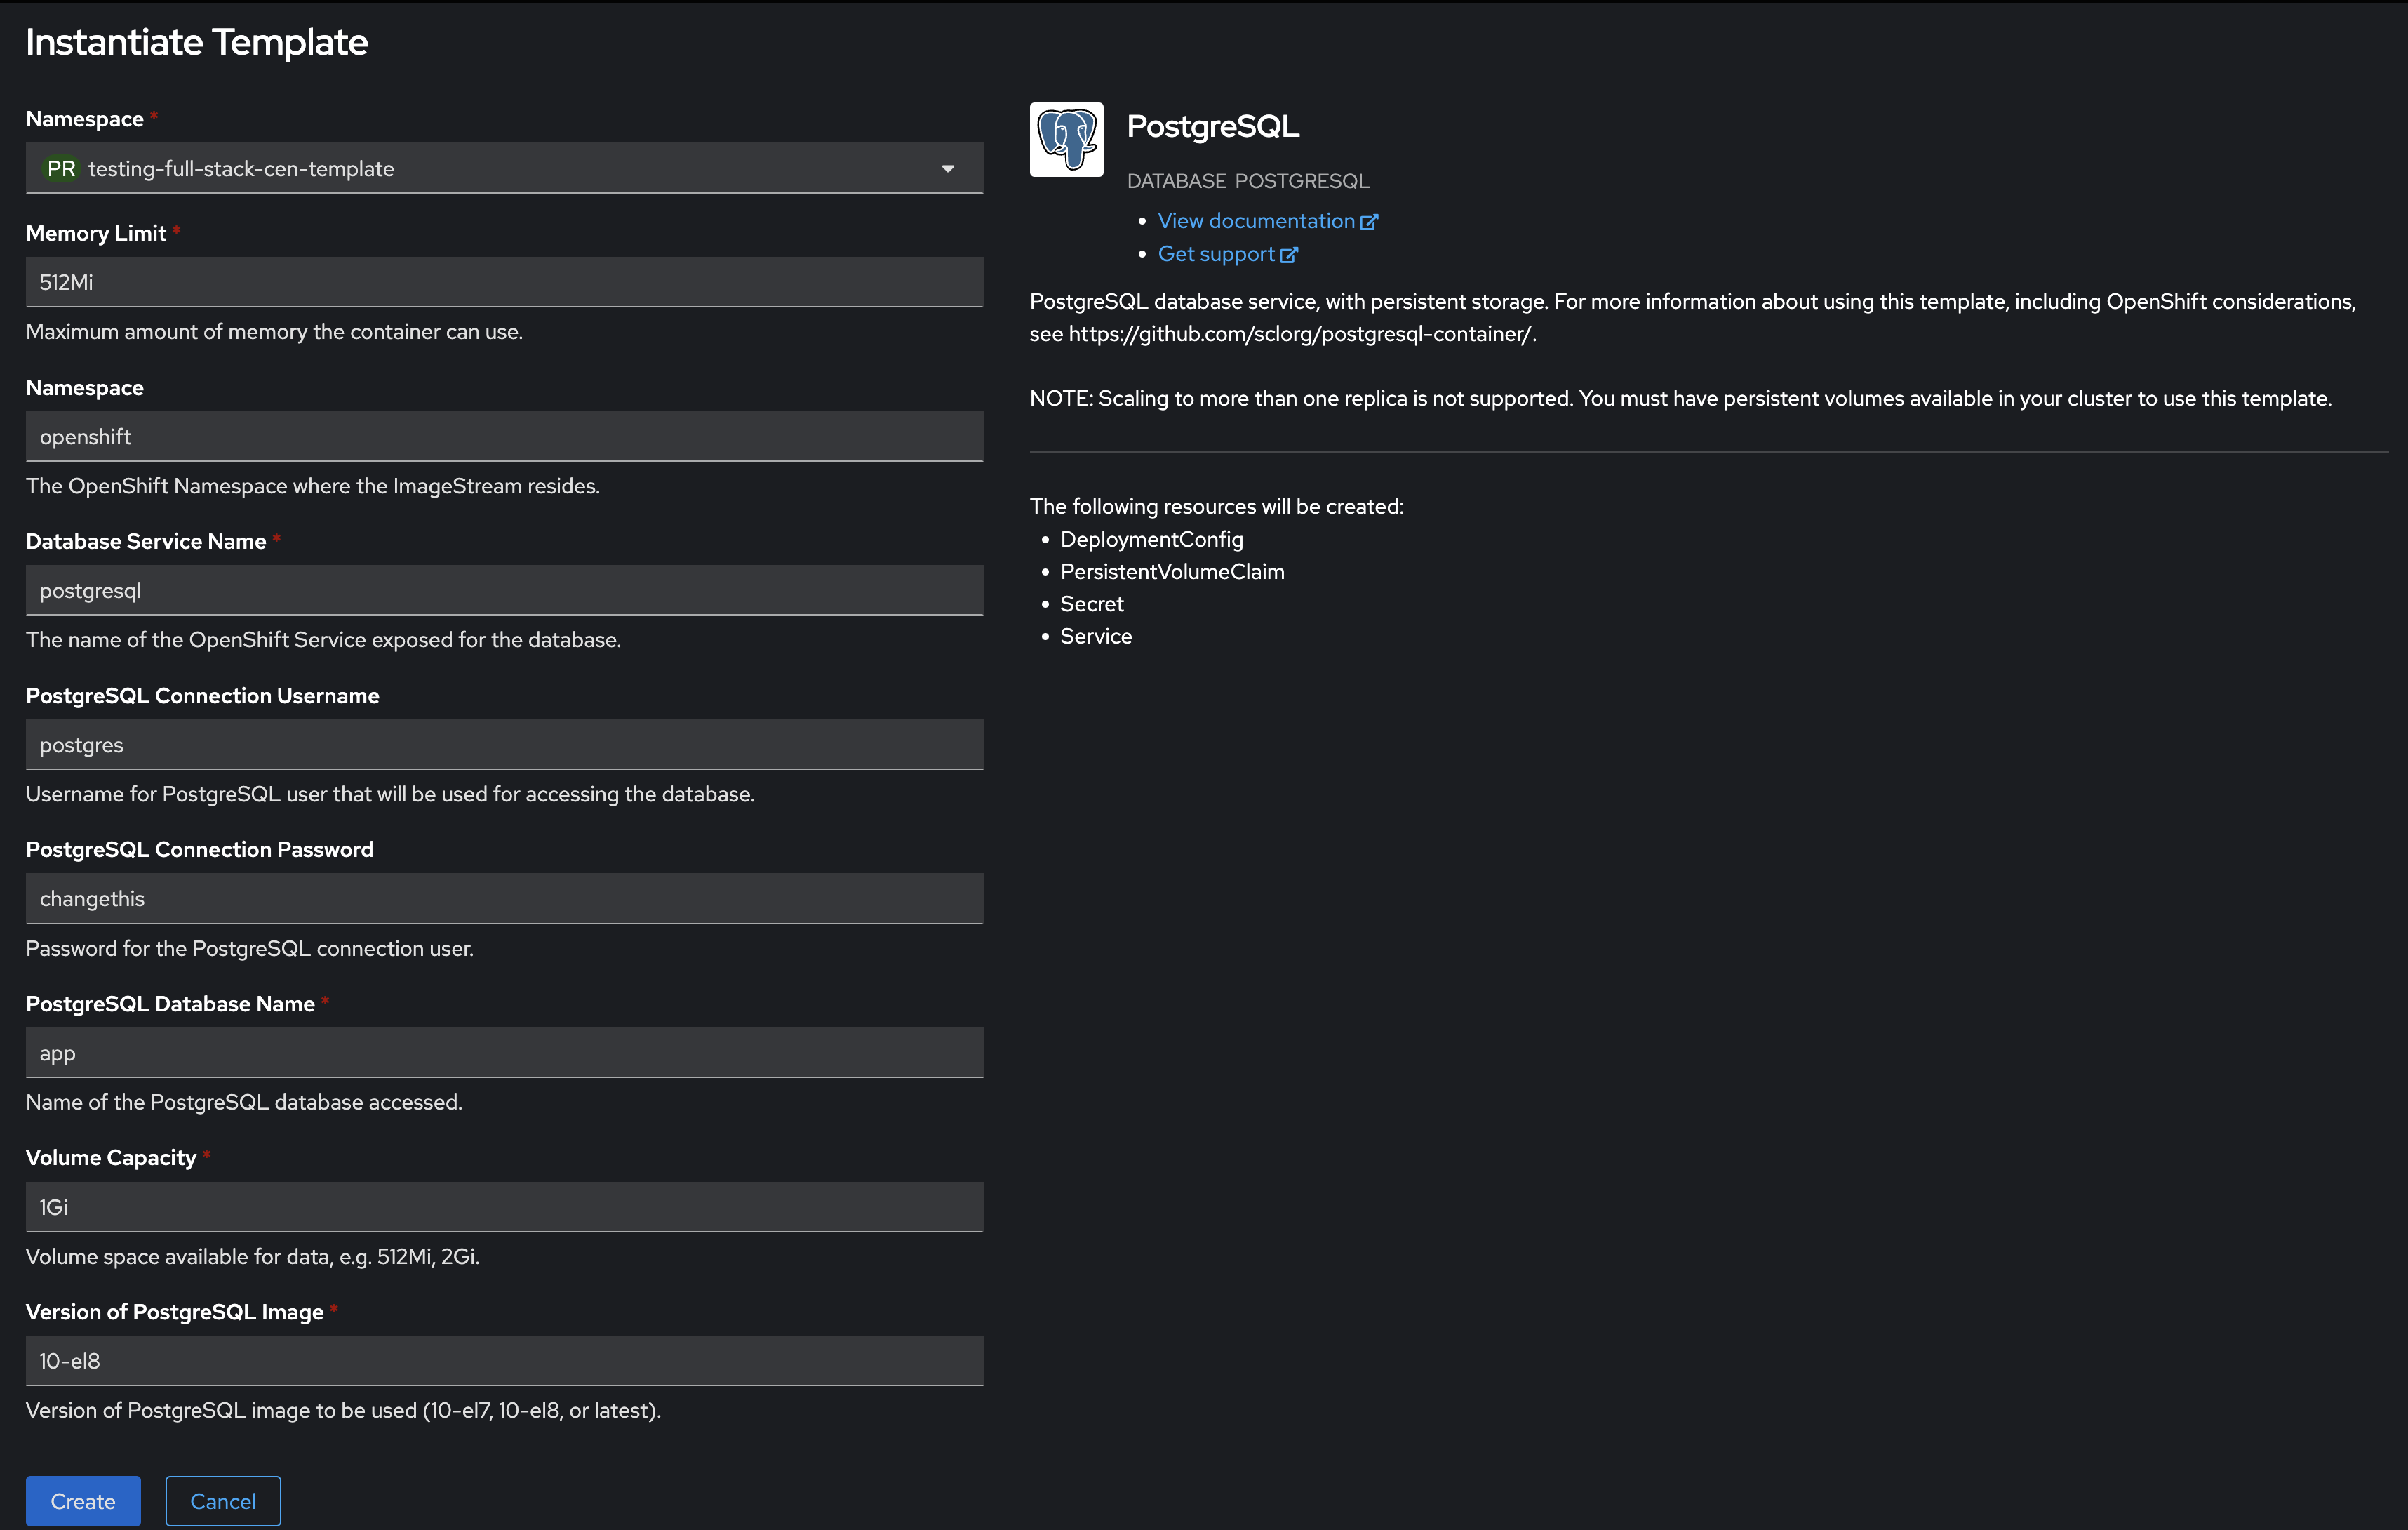 Instantiate Template
Namespace *
PR testing-full-stack-cen-template
Memory Limit *
512Mi
Maximum amount of memory the container can use.
Namespace
openshift
The OpenShift Namespace where the ImageStream resides.
Database Service Name *
postgresql
The name of the OpenShift Service exposed for the database.
PostgreSQL Connection Username
postgres
Username for PostgreSQL user that will be used for accessing the database.
PostgreSQL Connection Password
changethis
Password for the PostgreSQL connection user.
PostgreSQL Database Name *
app
Name of the PostgreSQL database accessed.
Volume Capacity *
1Gi
Volume space available for data, e.g. 512Mi, 2Gi.
Version of PostgreSQL Image *
10-el8
Version of PostgreSQL image to be used (10-el7, 10-el8, or latest).
Create Cancel
PostgreSQL
DATABASE POSTGRESQL
• View documentation
• Get support
PostgreSQL database service, with persistent storage. For more information about using this template, including OpenShift considerations,
see https://github.com/sclorg/postgresql-container/.
NOTE: Scaling to more than one replica is not supported. You must have persistent volumes available in your cluster to use this template.
The following resources will be created:
• DeploymentConfig
• PersistentVolumeClaim
• Secret
• Service